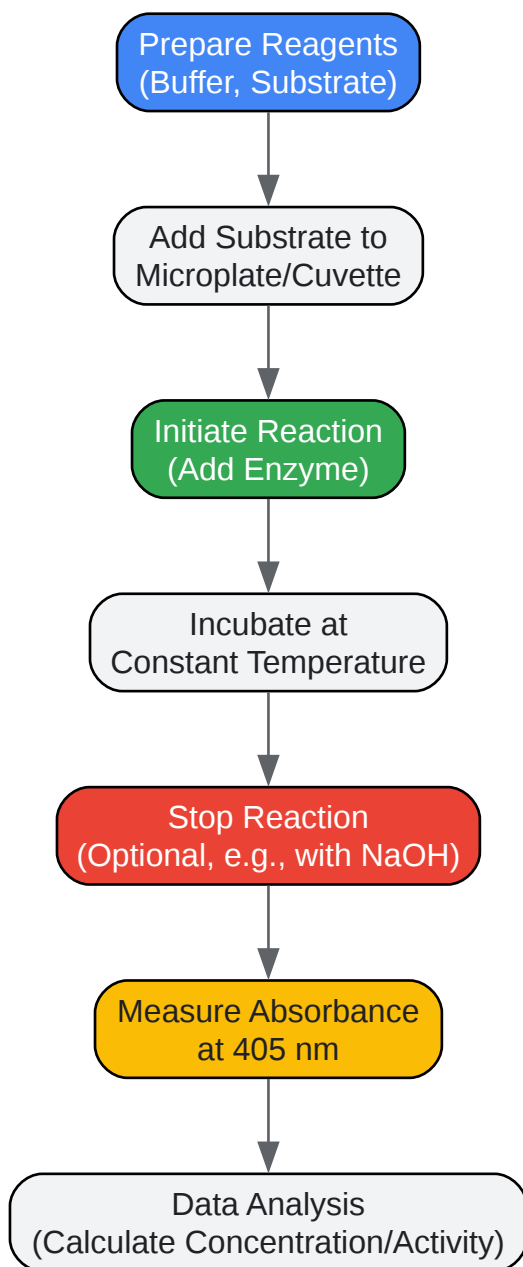 Prepare Reagents
(Buffer, Substrate)
Add Substrate to
Microplate/Cuvette
Initiate Reaction
(Add Enzyme)
Incubate at
Constant Temperature
Stop Reaction
(Optional, e.g., with NaOH)
Measure Absorbance
at 405 nm
Data Analysis
(Calculate Concentration/Activity)